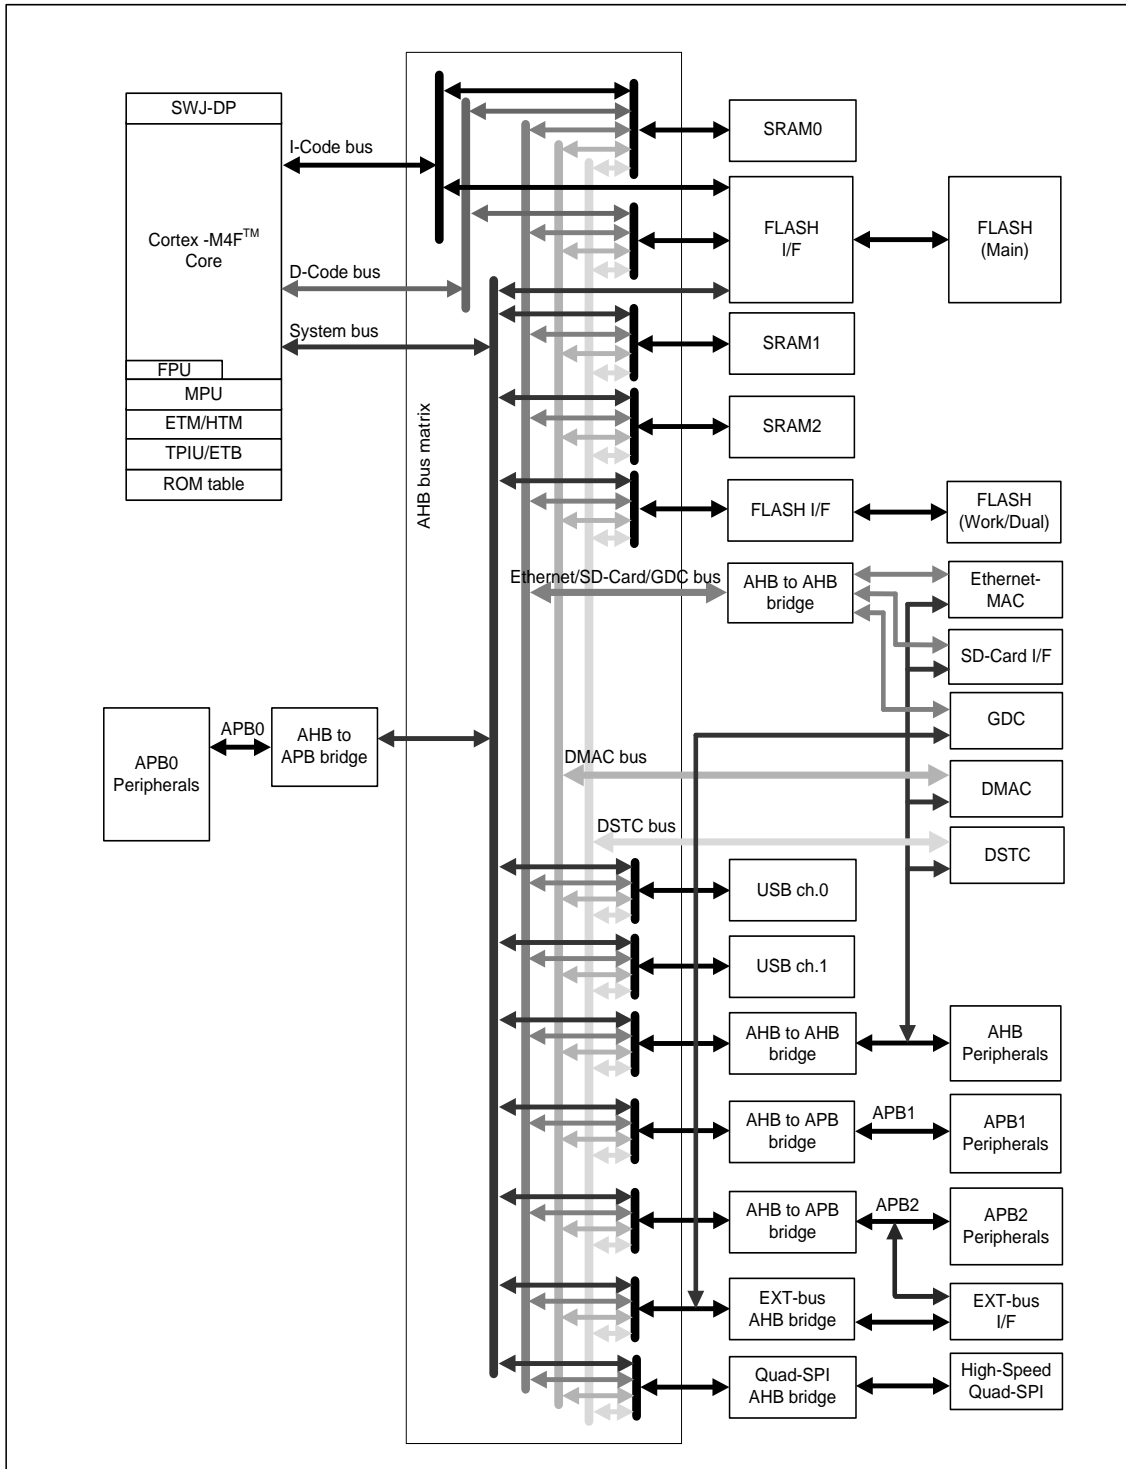 SWJ-DP
I-Code bus
Cortex -M4F™
Core
D-Code bus
System bus
FPU
MPU
ETM/HTM
TPIU/ETB
ROM table
AHB bus matrix
SRAM0
FLASH
I/F
FLASH
(Main)
SRAM1
SRAM2
FLASH I/F
FLASH
(Work/Dual)
Ethernet/SD-Card/GDC bus
AHB to AHB
bridge
Ethernet-
MAC
SD-Card I/F
GDC
APB0
Peripherals
APB0
AHB to
APB bridge
DMAC bus
DMAC
DSTC bus
DSTC
USB ch.0
USB ch.1
AHB to AHB
bridge
AHB
Peripherals
AHB to APB
bridge
APB1
APB1
Peripherals
AHB to APB
bridge
APB2
APB2
Peripherals
EXT-bus
AHB bridge
EXT-bus
I/F
Quad-SPI
AHB bridge
High-Speed
Quad-SPI